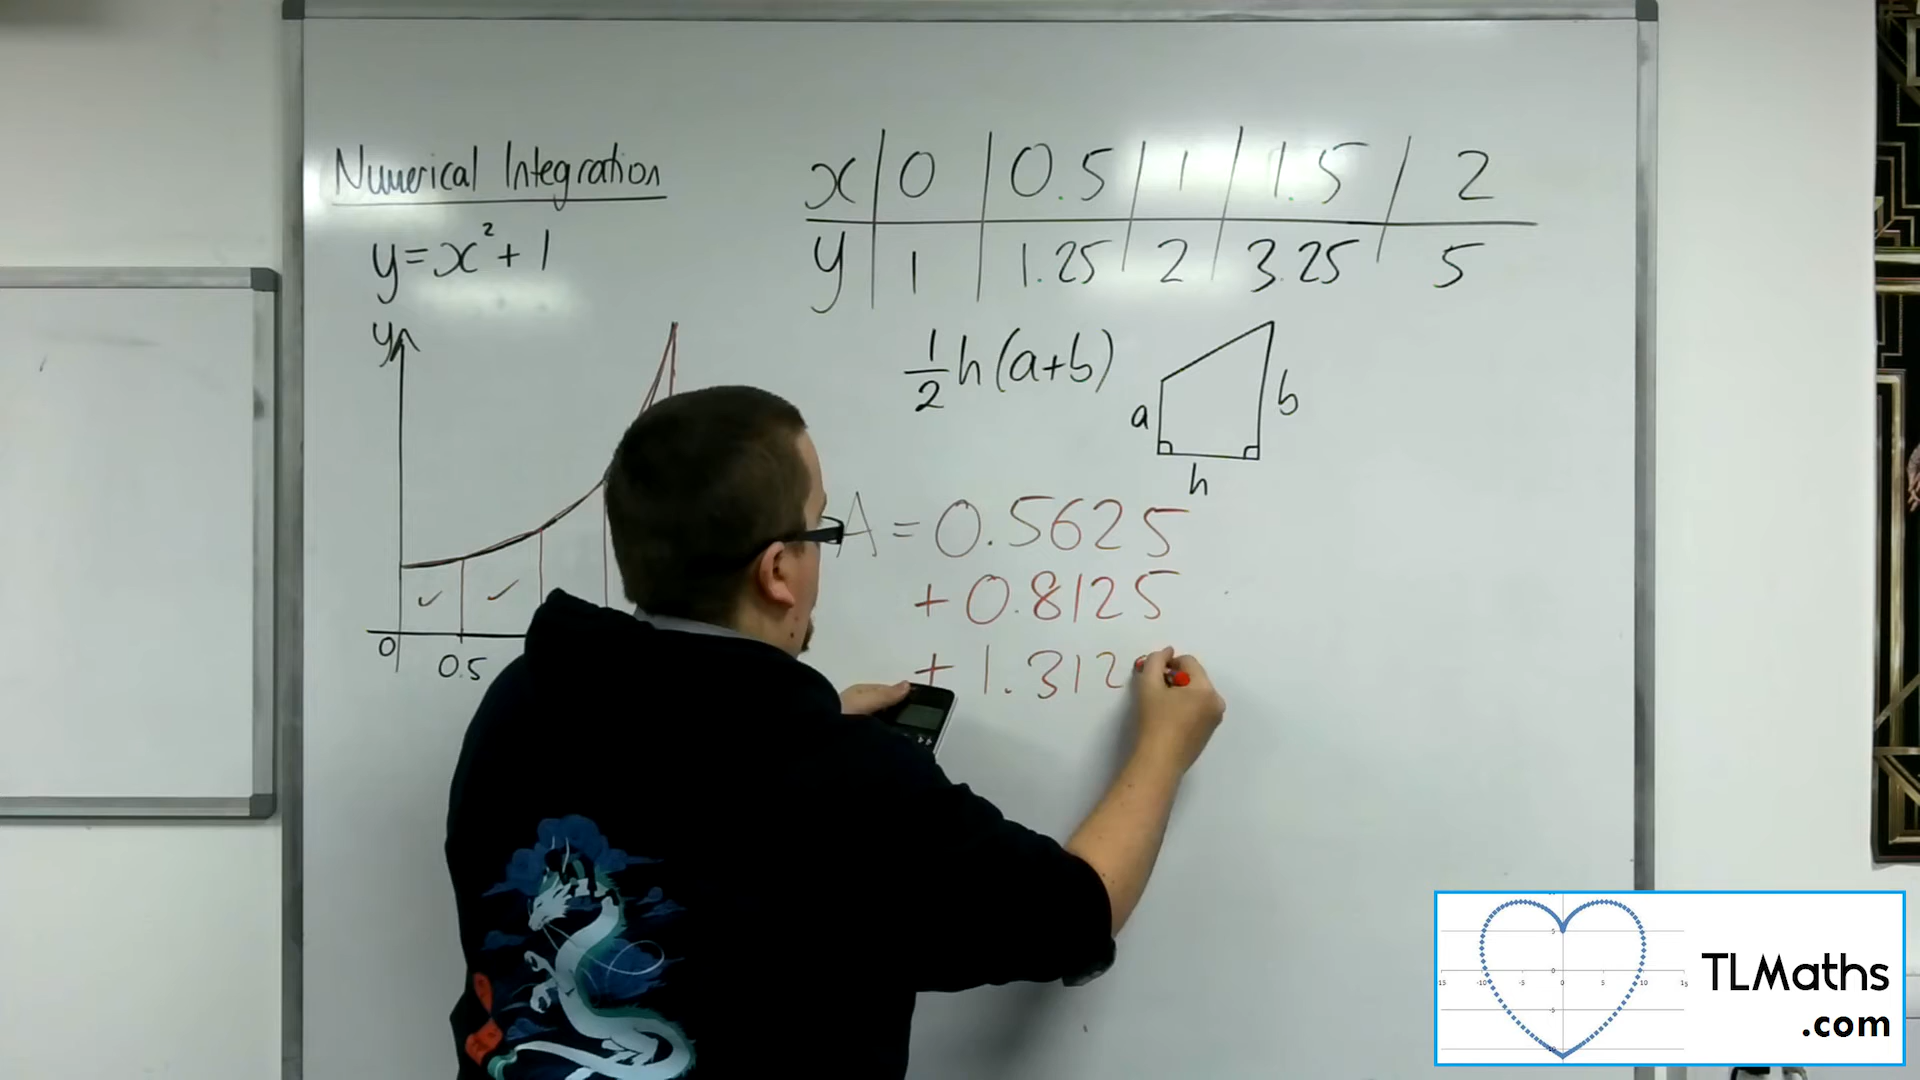 Numerical Integration
y=x²+1
x | 0 | 0.5 | 1 | 1.5 | 2
y | 1 | 1.25 | 2 | 3.25 | 5
½h(a+b)
a
b
h
y
0
0.5
A = 0.5625
+ 0.8125
+ 1.312
TLMaths
.com